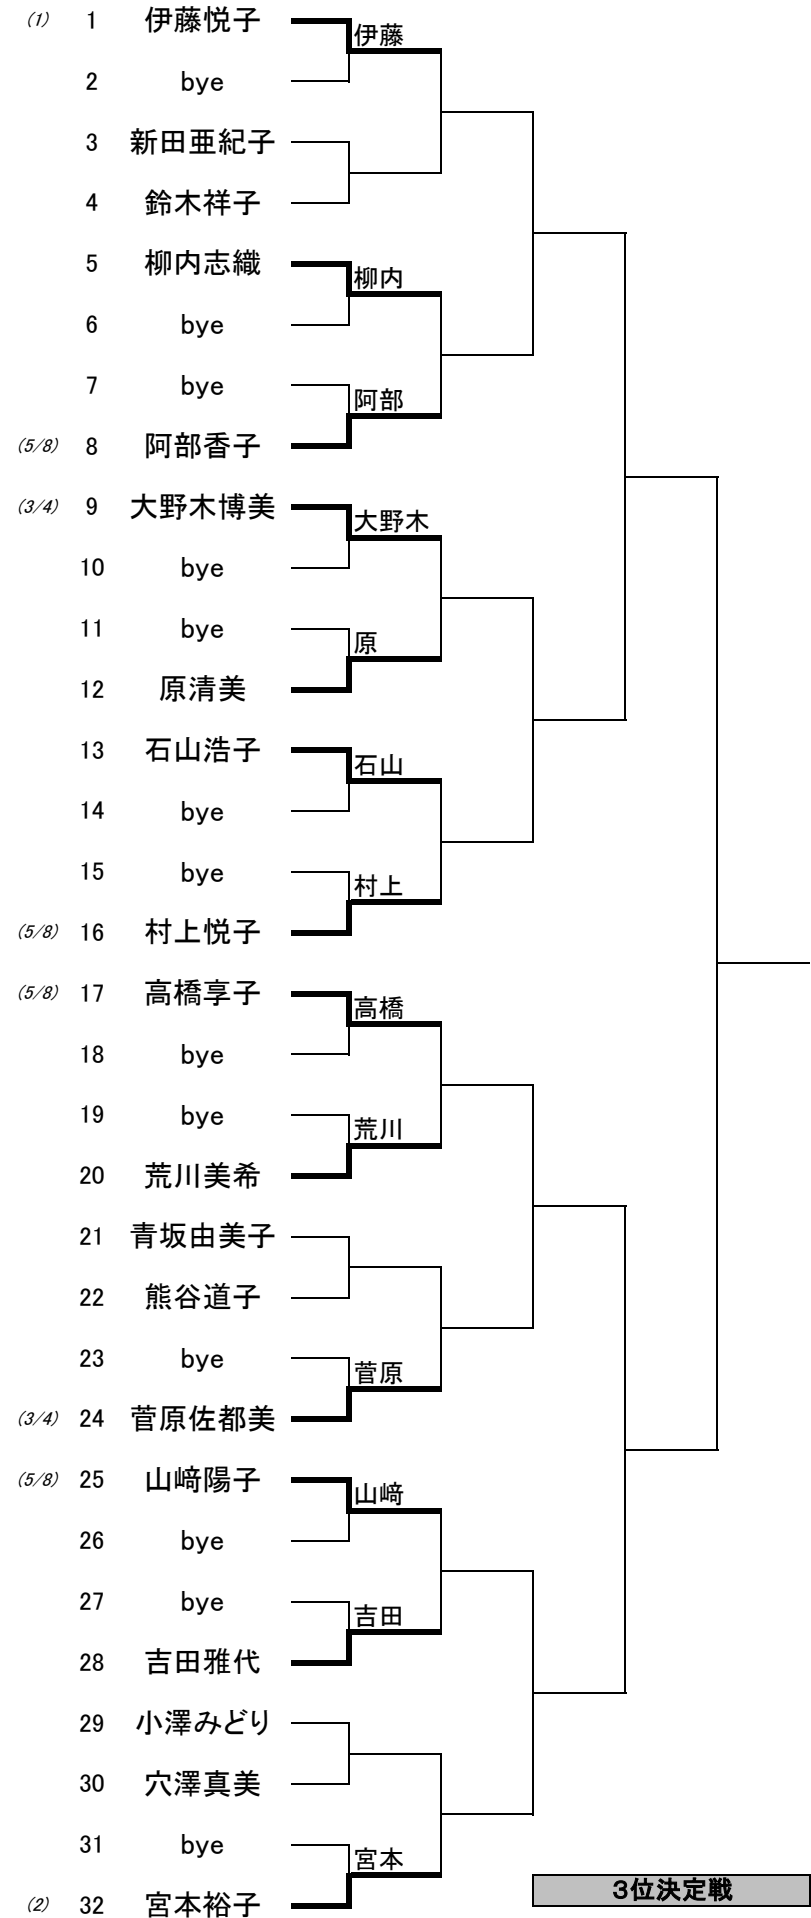 (1) 1 伊藤悦子
伊藤
2 bye
3 新田亜紀子
4 鈴木祥子
5 柳内志織
柳内
6 bye
7 bye
阿部
(5/8) 8 阿部香子
(3/4) 9 大野木博美
大野木
10 bye
11 bye
原
12 原清美
13 石山浩子
石山
14 bye
15 bye
村上
(5/8) 16 村上悦子
(5/8) 17 高橋享子
高橋
18 bye
19 bye
荒川
20 荒川美希
21 青坂由美子
22 熊谷道子
23 bye
菅原
(3/4) 24 菅原佐都美
(5/8) 25 山﨑陽子
山﨑
26 bye
27 bye
吉田
28 吉田雅代
29 小澤みどり
30 穴澤真美
31 bye
宮本
(2) 32 宮本裕子
３位決定戦